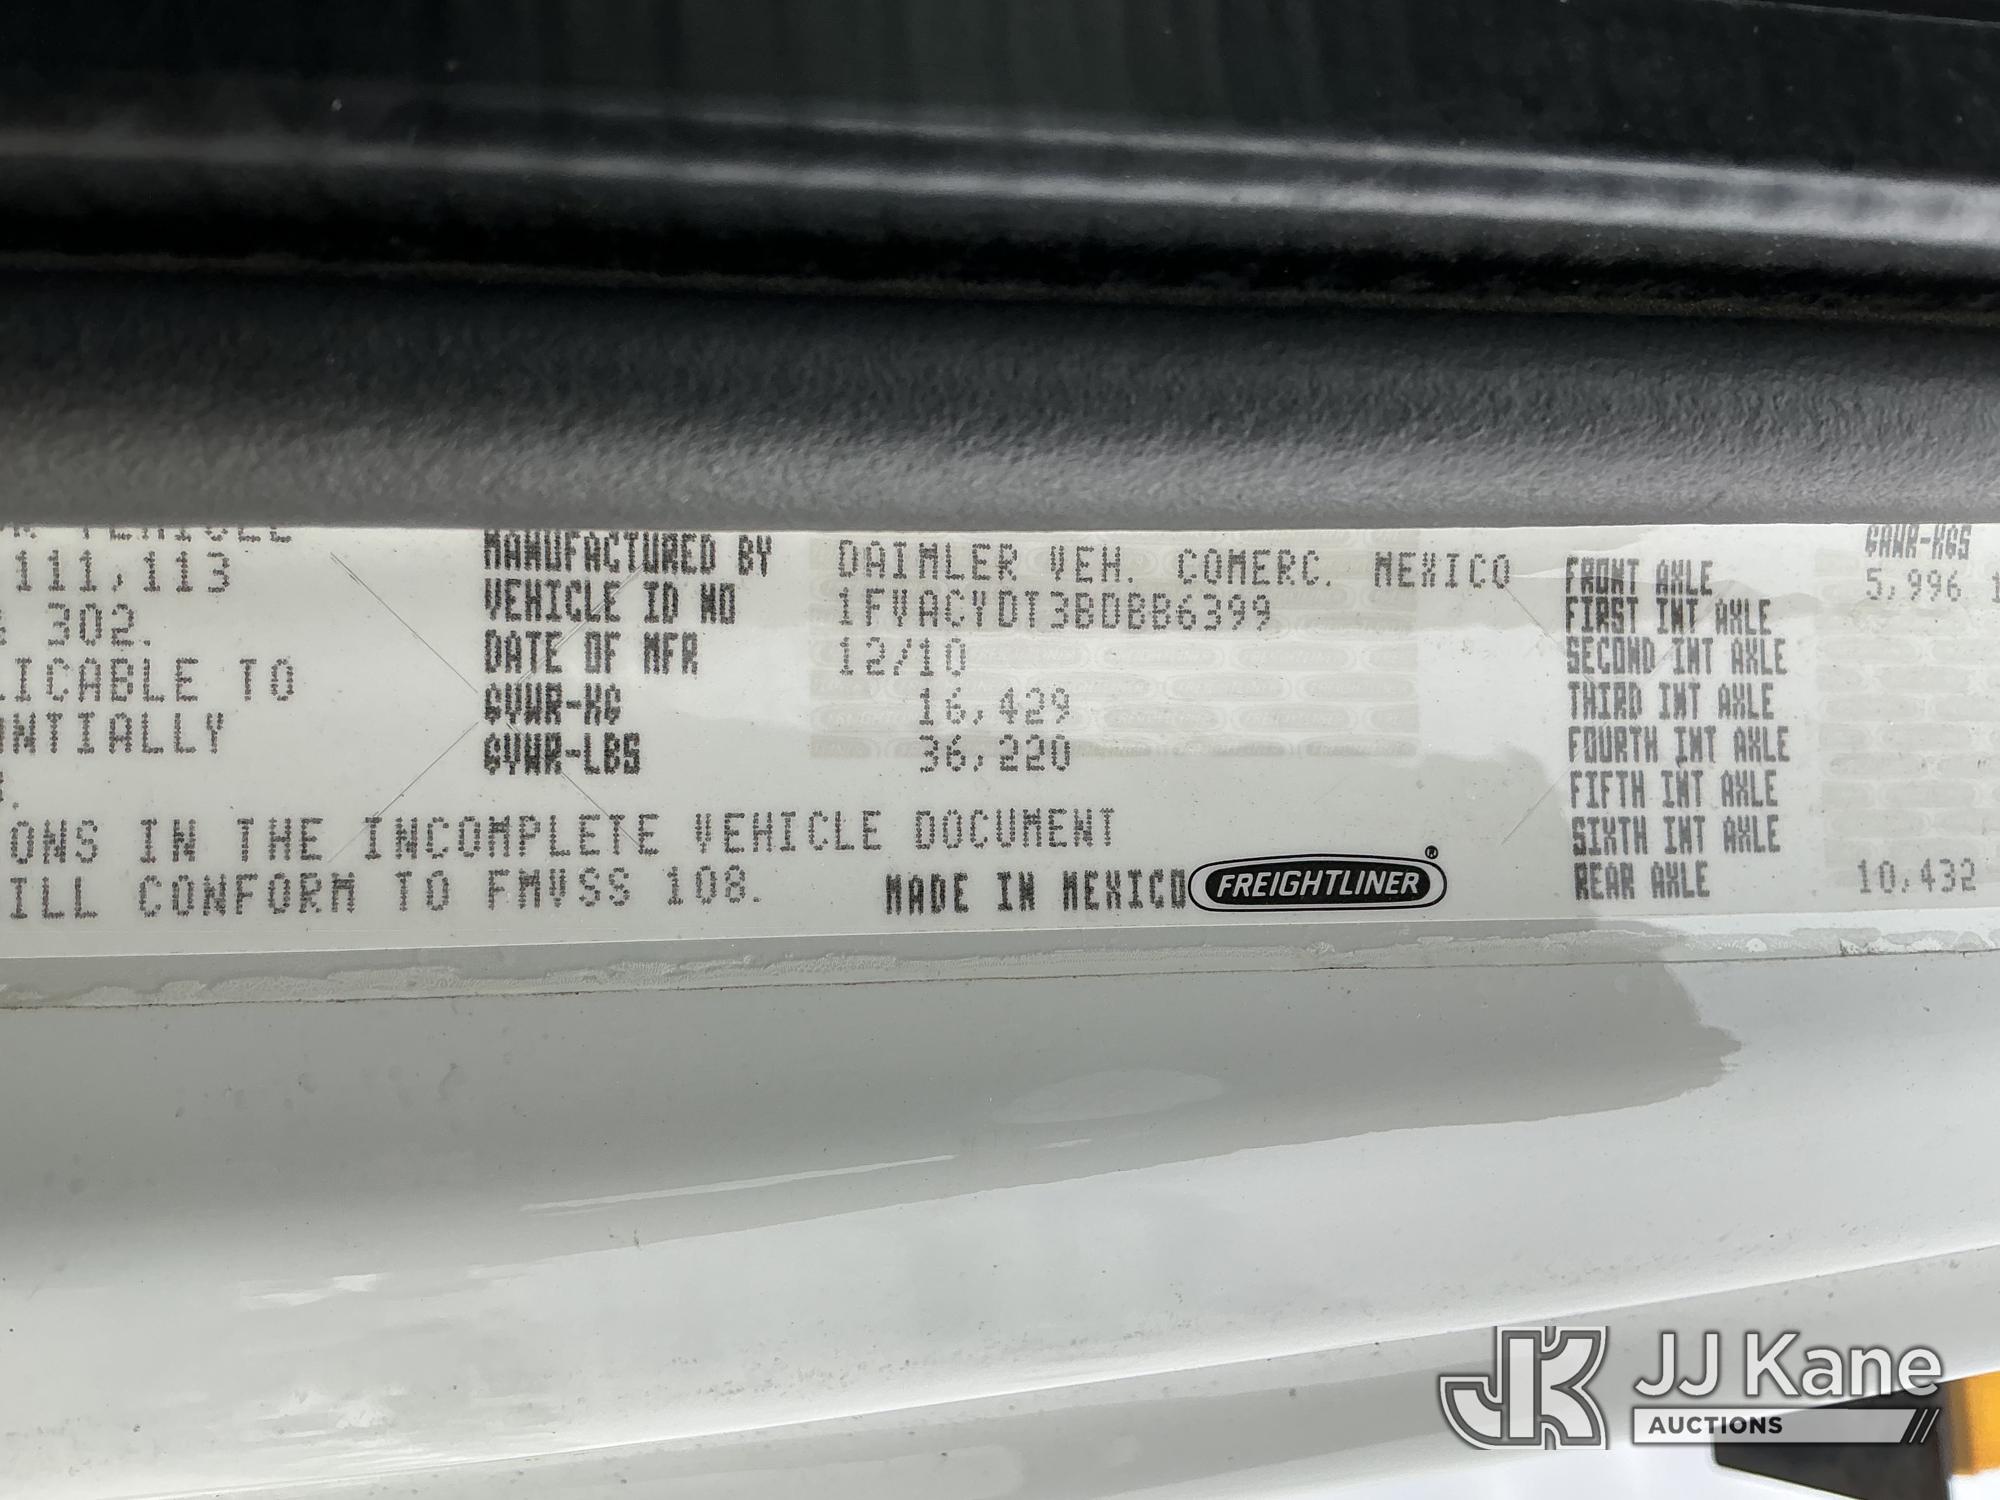 111,113
302.
LICABLE TO
NTIALLY
ONS IN THE INCOMPLETE VEHICLE DOCUMENT
ILL CONFORM TO FMVSS 108.
MANUFACTURED BY DAIMLER VEH. COMERC. MEXICO
VEHICLE ID NO 1FVACYDT3BDBB6399
DATE OF MFR 12/10
GVWR-KG 16,429
GVWR-LBS 36,220
MADE IN MEXICO FREIGHTLINER®
GAWR-KGS
FRONT AXLE 5,996 1
FIRST INT AXLE
SECOND INT AXLE
THIRD INT AXLE
FOURTH INT AXLE
FIFTH INT AXLE
SIXTH INT AXLE
REAR AXLE 10,432
JK JJ Kane
AUCTIONS